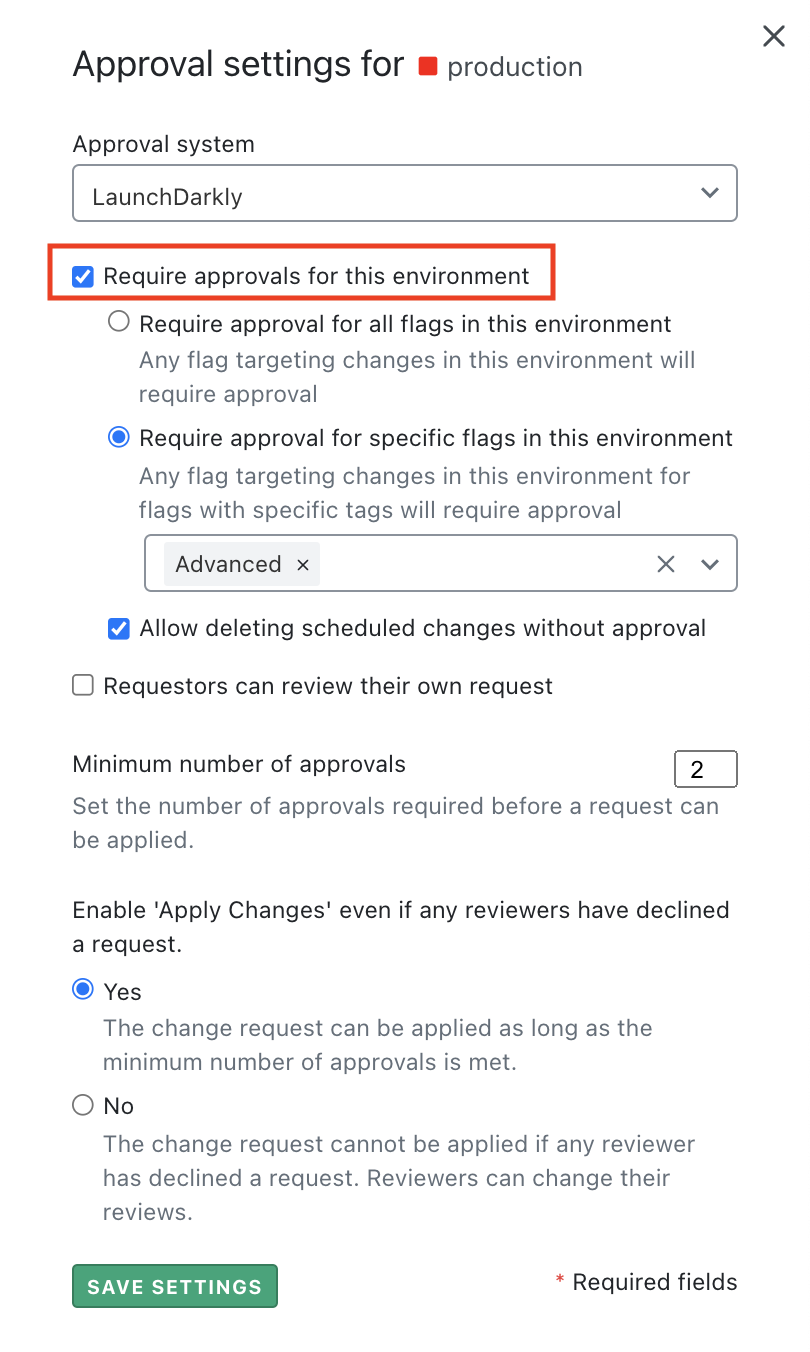 Approval settings for production
Approval system
LaunchDarkly
Require approvals for this environment
Require approval for all flags in this environment
Any flag targeting changes in this environment will
require approval
Require approval for specific flags in this environment
Any flag targeting changes in this environment for
flags with specific tags will require approval
Advanced ×
Allow deleting scheduled changes without approval
Requestors can review their own request
Minimum number of approvals 2
Set the number of approvals required before a request can
be applied.
Enable 'Apply Changes' even if any reviewers have declined
a request.
Yes
The change request can be applied as long as the
minimum number of approvals is met.
No
The change request cannot be applied if any reviewer
has declined a request. Reviewers can change their
reviews.
SAVE SETTINGS * Required fields